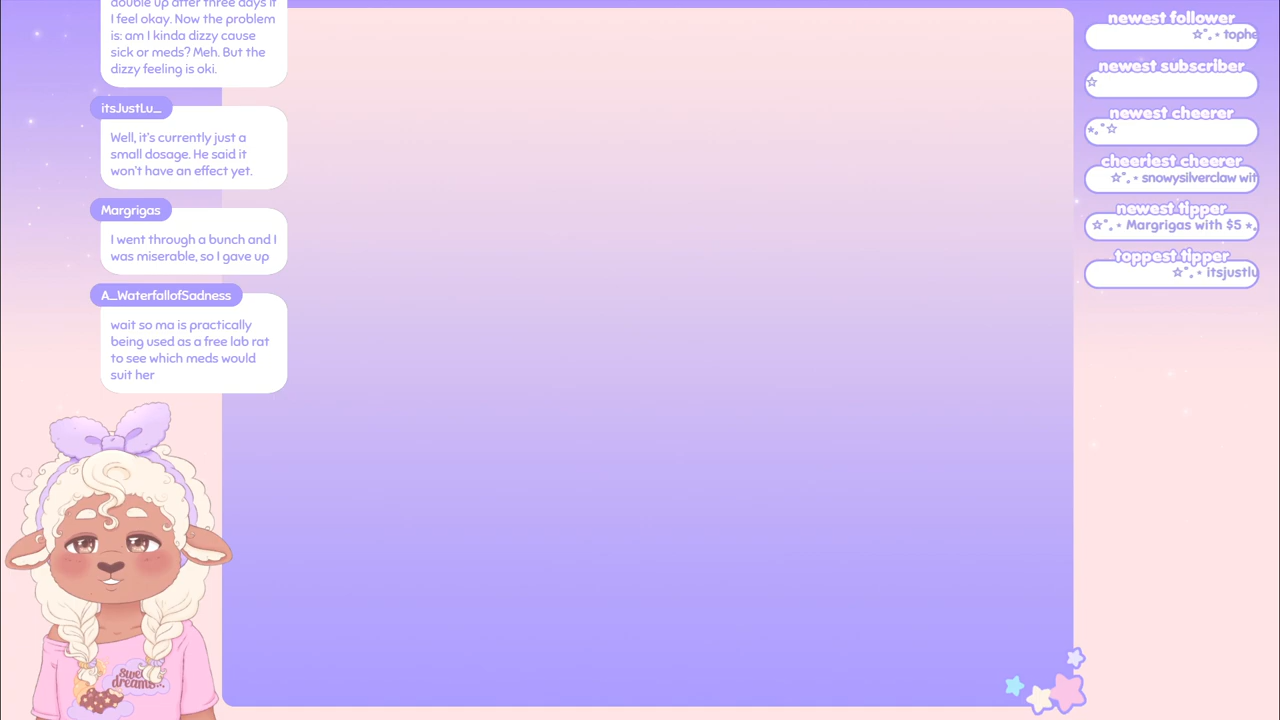 double up after three days if
I feel okay. Now the problem
is: am I kinda dizzy cause
sick or meds? Meh. But the
dizzy feeling is oki.
itsJustLu_
Well, it's currently just a
small dosage. He said it
won't have an effect yet.
Margrigas
I went through a bunch and I
was miserable, so I gave up
A_WaterfallofSadness
wait so ma is practically
being used as a free lab rat
to see which meds would
suit her
newest follower
☆˚｡⋆ tophe
newest subscriber
☆
newest cheerer
⋆｡˚☆
cheeriest cheerer
☆˚｡⋆ snowysilverclaw wit
newest tipper
☆˚｡⋆ Margrigas with $5 ⋆｡
toppest tipper
☆˚｡⋆ itsjustlu
dreams...